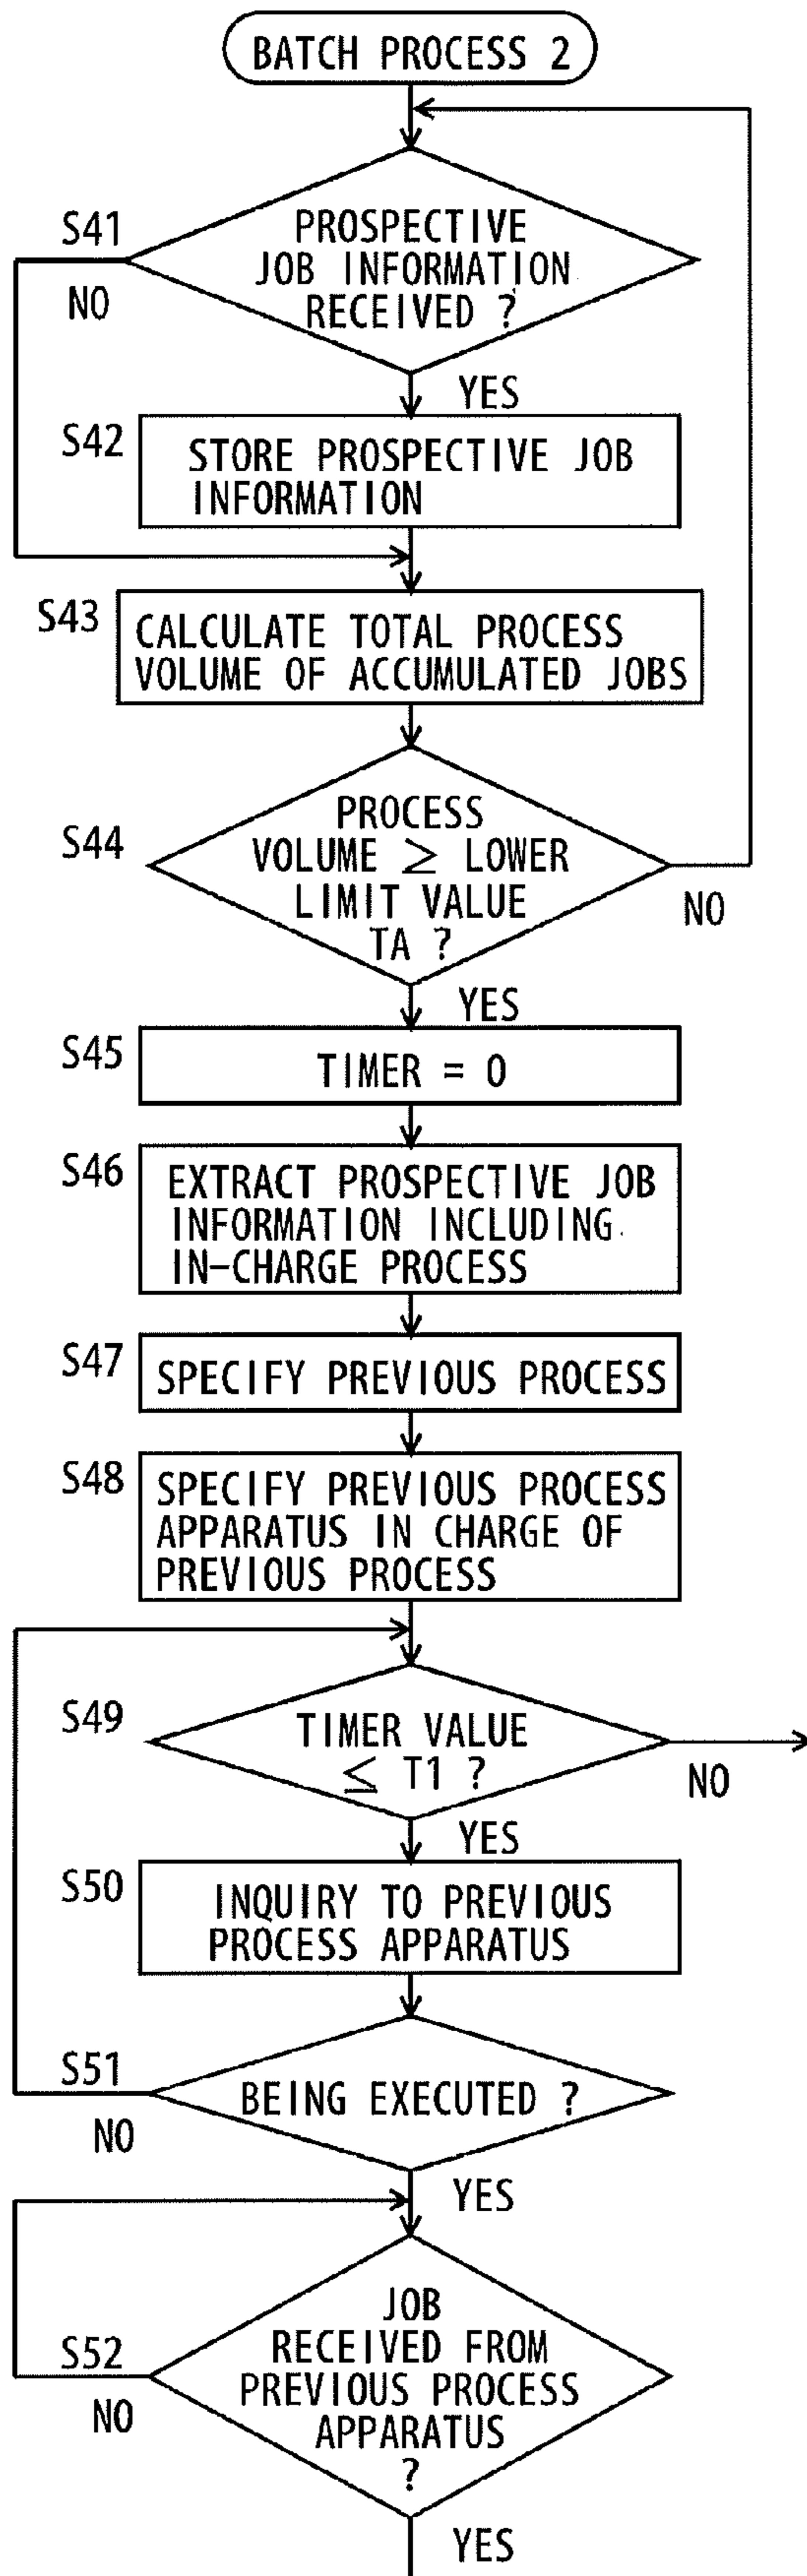 BATCH PROCESS 2
S41
PROSPECTIVE
JOB INFORMATION
RECEIVED ?
NO
YES
S42
STORE PROSPECTIVE JOB
INFORMATION
S43
CALCULATE TOTAL PROCESS
VOLUME OF ACCUMULATED JOBS
S44
PROCESS
VOLUME ≥ LOWER
LIMIT VALUE
TA ?
NO
YES
S45
TIMER = 0
S46
EXTRACT PROSPECTIVE JOB
INFORMATION INCLUDING
IN-CHARGE PROCESS
S47
SPECIFY PREVIOUS PROCESS
S48
SPECIFY PREVIOUS PROCESS
APPARATUS IN CHARGE OF
PREVIOUS PROCESS
S49
TIMER VALUE
≤ T1 ?
NO
YES
S50
INQUIRY TO PREVIOUS
PROCESS APPARATUS
S51
BEING EXECUTED ?
NO
YES
S52
JOB
RECEIVED FROM
PREVIOUS PROCESS
APPARATUS
?
NO
YES